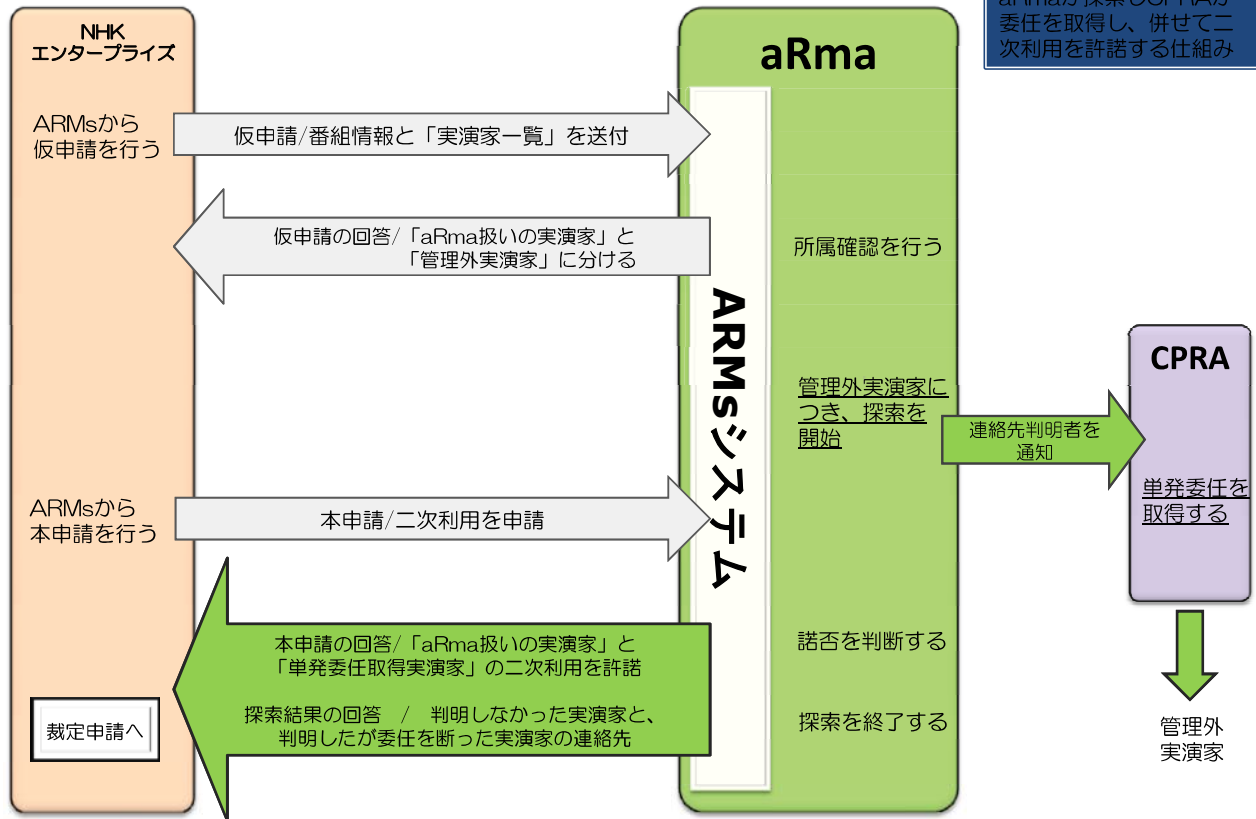 aRmaが探索しCPRAが
委任を取得し、併せて二
次利用を許諾する仕組み
NHK
エンタープライズ
aRma
ARMsから
仮申請を行う
仮申請/番組情報と「実演家一覧」を送付
仮申請の回答/「aRma扱いの実演家」と
「管理外実演家」に分ける
所属確認を行う
ARMsシステム
管理外実演家に
つき、探索を
開始
連絡先判明者を
通知
CPRA
単発委任を
取得する
ARMsから
本申請を行う
本申請/二次利用を申請
本申請の回答/「aRma扱いの実演家」と
「単発委任取得実演家」の二次利用を許諾
諾否を判断する
探索結果の回答 / 判明しなかった実演家と、
判明したが委任を断った実演家の連絡先
探索を終了する
裁定申請へ
管理外
実演家